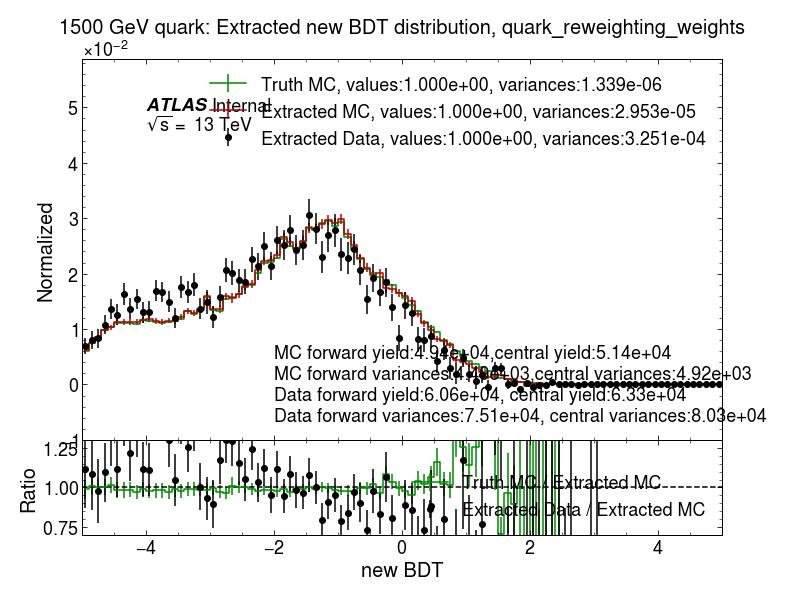 1500 GeV quark: Extracted new BDT distribution, quark_reweighting_weights
×10⁻²
Truth MC, values:1.000e+00, variances:1.339e-06
ATLAS Internal
Extracted MC, values:1.000e+00, variances:2.953e-05
√s = 13 TeV
Extracted Data, values:1.000e+00, variances:3.251e-04
5
4
3
2
1
0
−1
Normalized
MC forward yield:4.94e+04,central yield:5.14e+04
MC forward variances:4.40e+03,central variances:4.92e+03
Data forward yield:6.06e+04, central yield:6.33e+04
Data forward variances:7.51e+04, central variances:8.03e+04
1.25
1.00
0.75
Ratio
Truth MC / Extracted MC
Extracted Data / Extracted MC
−4 −2 0 2 4
new BDT